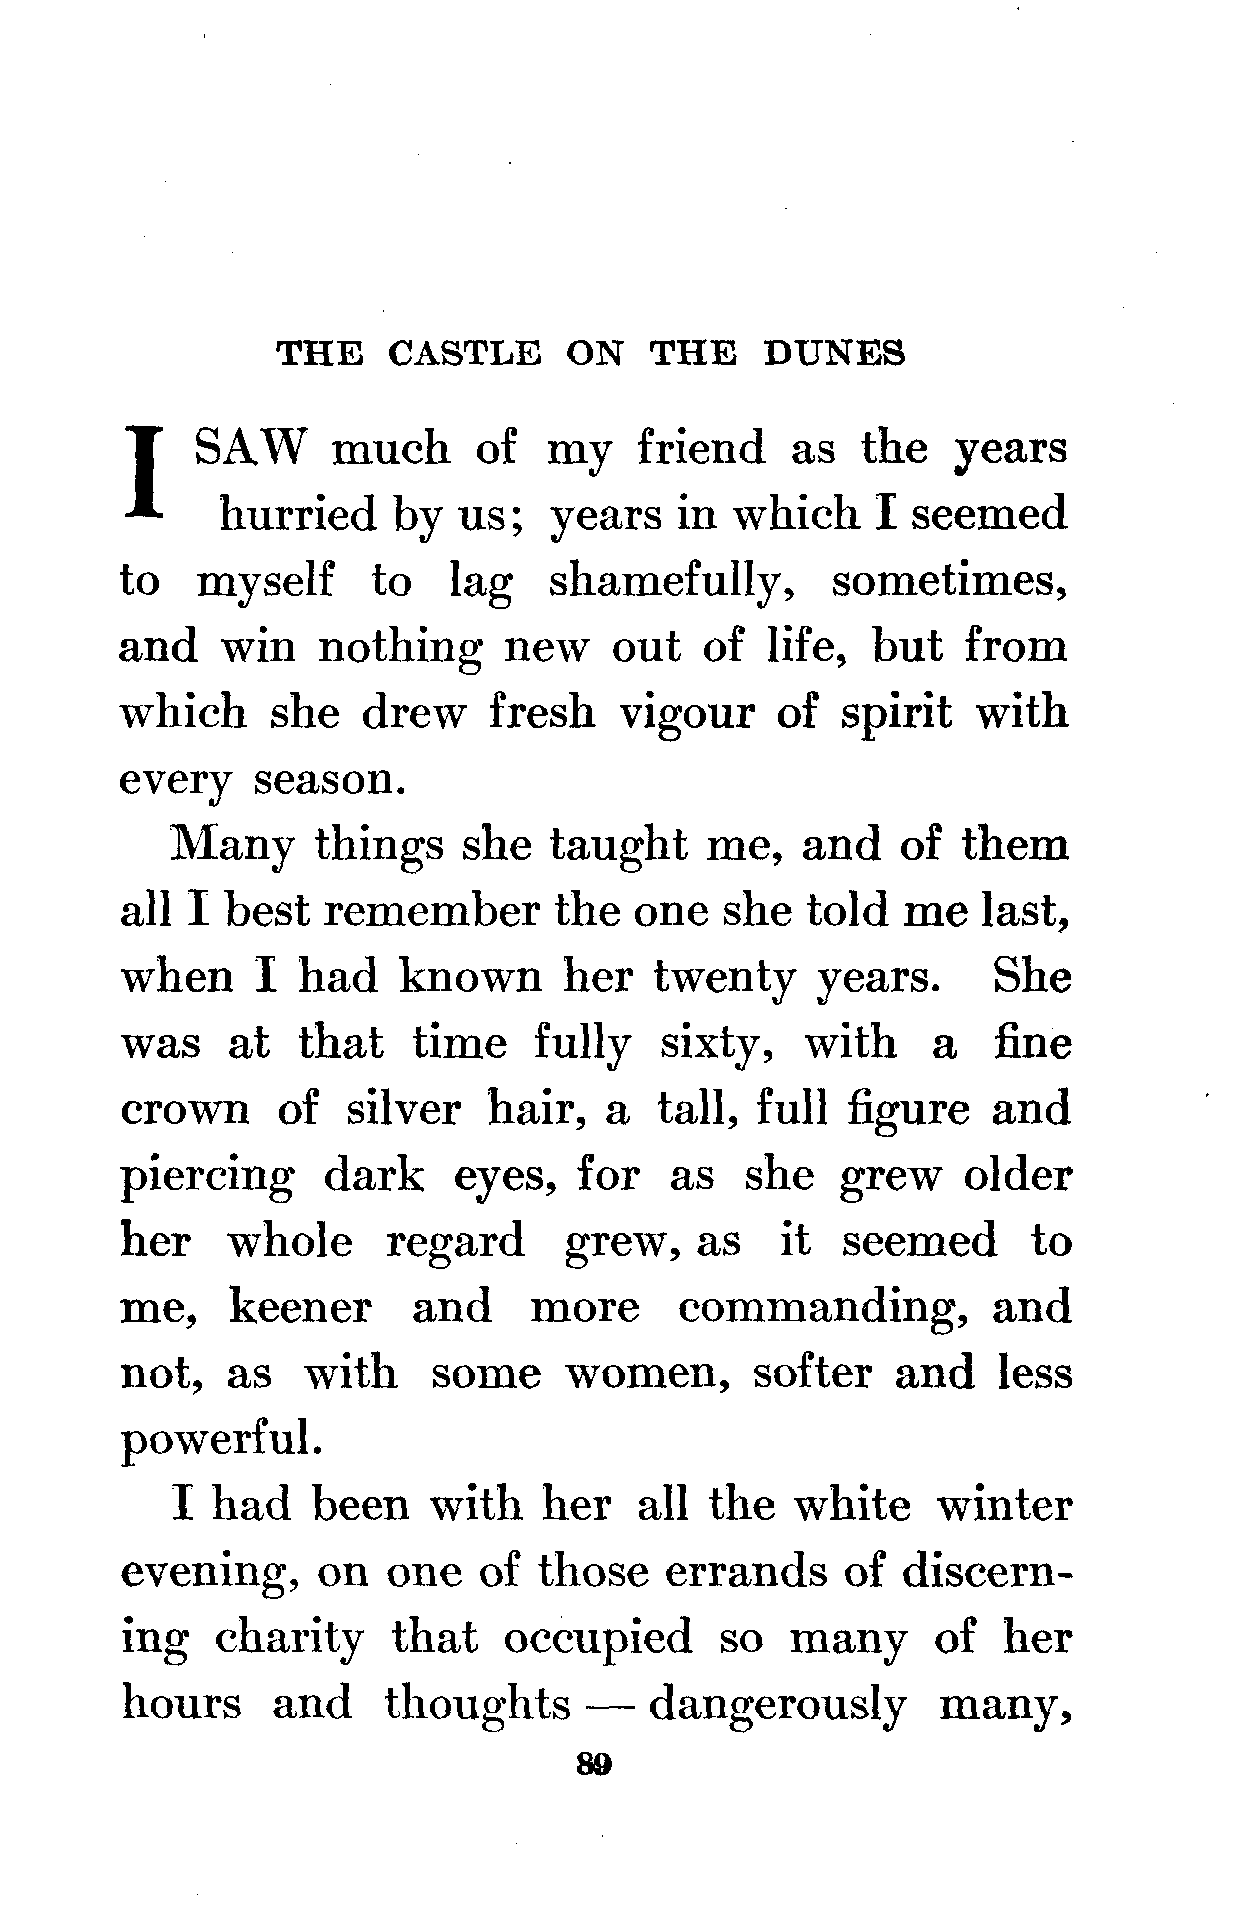 THE CASTLE ON THE DUNES
I SAW much of my friend as the years
hurried by us; years in which I seemed
to myself to lag shamefully, sometimes,
and win nothing new out of life, but from
which she drew fresh vigour of spirit with
every season.
Many things she taught me, and of them
all I best remember the one she told me last,
when I had known her twenty years. She
was at that time fully sixty, with a fine
crown of silver hair, a tall, full figure and
piercing dark eyes, for as she grew older
her whole regard grew, as it seemed to
me, keener and more commanding, and
not, as with some women, softer and less
powerful.
I had been with her all the white winter
evening, on one of those errands of discern-
ing charity that occupied so many of her
hours and thoughts — dangerously many,
89